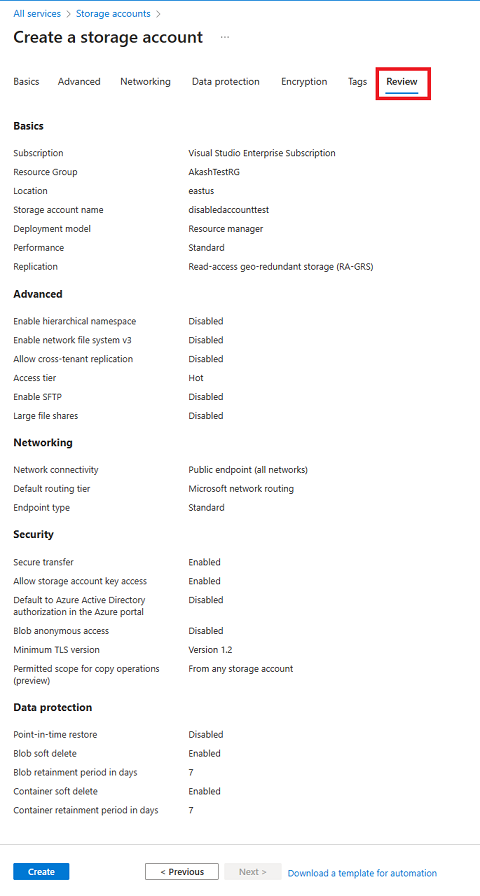 All services > Storage accounts >
Create a storage account ...
Basics Advanced Networking Data protection Encryption Tags Review
Basics
Subscription Visual Studio Enterprise Subscription
Resource Group AkashTestRG
Location eastus
Storage account name disabledaccounttest
Deployment model Resource manager
Performance Standard
Replication Read-access geo-redundant storage (RA-GRS)
Advanced
Enable hierarchical namespace Disabled
Enable network file system v3 Disabled
Allow cross-tenant replication Disabled
Access tier Hot
Enable SFTP Disabled
Large file shares Disabled
Networking
Network connectivity Public endpoint (all networks)
Default routing tier Microsoft network routing
Endpoint type Standard
Security
Secure transfer Enabled
Allow storage account key access Enabled
Default to Azure Active Directory Disabled
authorization in the Azure portal
Blob anonymous access Disabled
Minimum TLS version Version 1.2
Permitted scope for copy operations From any storage account
(preview)
Data protection
Point-in-time restore Disabled
Blob soft delete Enabled
Blob retainment period in days 7
Container soft delete Enabled
Container retainment period in days 7
Create < Previous Next > Download a template for automation